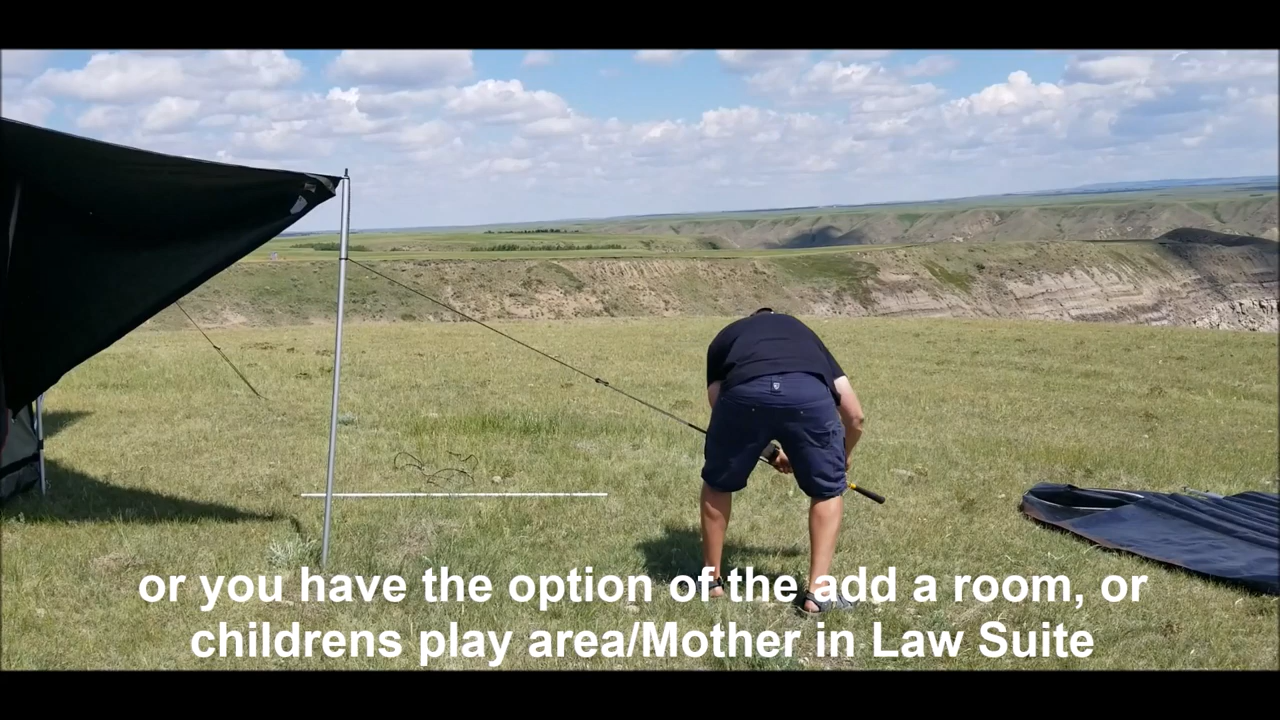 or you have the option of the add a room, or
childrens play area/Mother in Law Suite